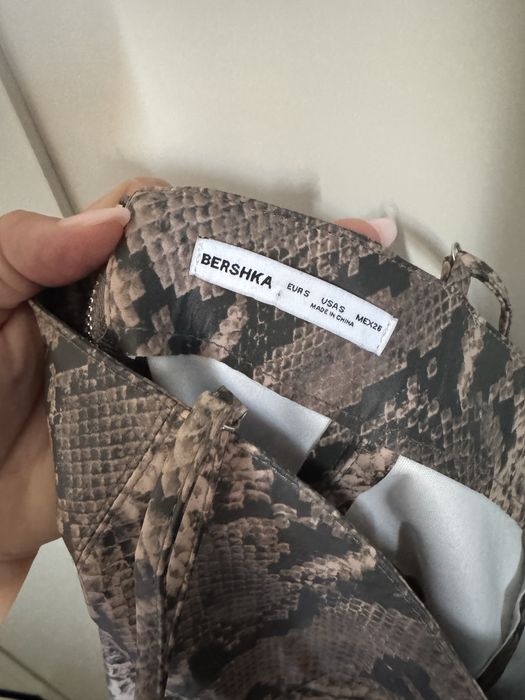 BERSHKA EUR S USA S MEX 26
MADE IN CHINA